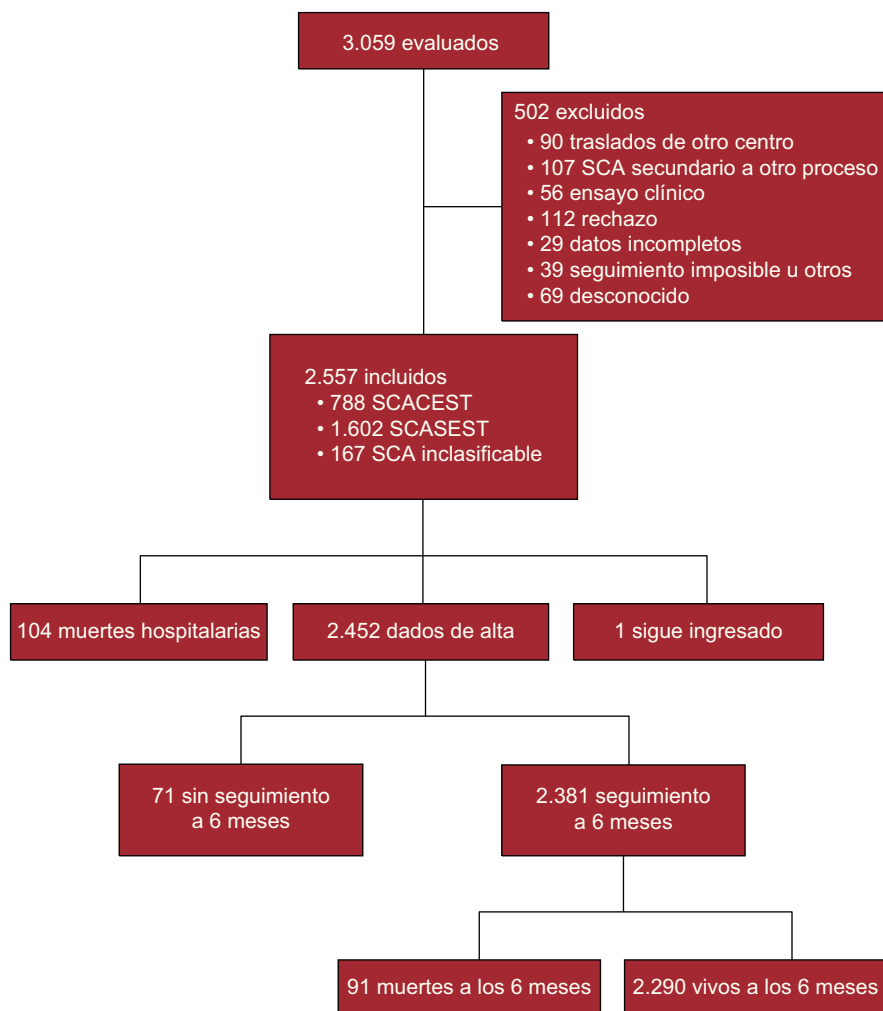 3.059 evaluados
502 excluidos
• 90 traslados de otro centro
• 107 SCA secundario a otro proceso
• 56 ensayo clínico
• 112 rechazo
• 29 datos incompletos
• 39 seguimiento imposible u otros
• 69 desconocido
2.557 incluidos
• 788 SCACEST
• 1.602 SCASEST
• 167 SCA inclasificable
104 muertes hospitalarias
2.452 dados de alta
1 sigue ingresado
71 sin seguimiento
a 6 meses
2.381 seguimiento
a 6 meses
91 muertes a los 6 meses
2.290 vivos a los 6 meses